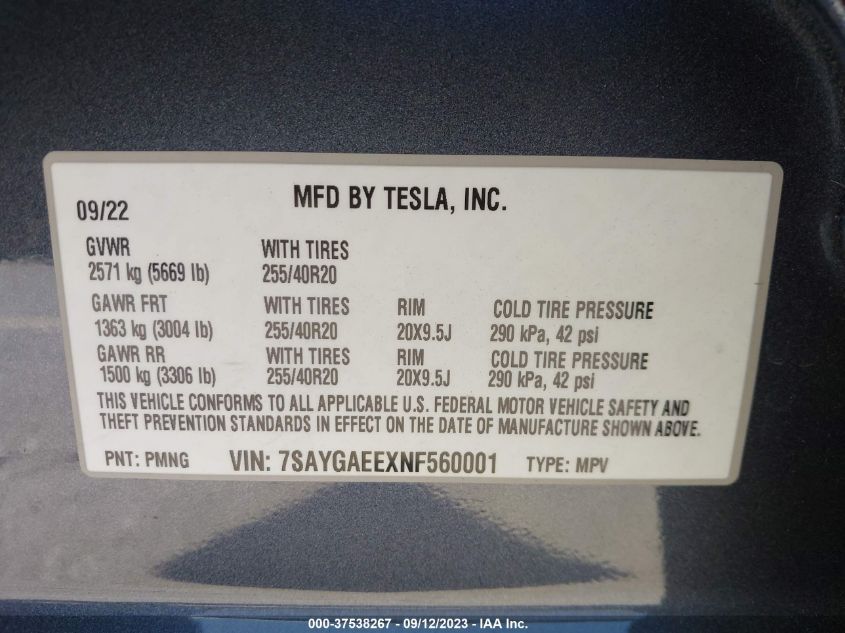 MFD BY TESLA, INC.
09/22
GVWR WITH TIRES
2571 kg (5669 lb) 255/40R20
GAWR FRT WITH TIRES RIM COLD TIRE PRESSURE
1363 kg (3004 lb) 255/40R20 20X9.5J 290 kPa, 42 psi
GAWR RR WITH TIRES RIM COLD TIRE PRESSURE
1500 kg (3306 lb) 255/40R20 20X9.5J 290 kPa, 42 psi
THIS VEHICLE CONFORMS TO ALL APPLICABLE U.S. FEDERAL MOTOR VEHICLE SAFETY AND
THEFT PREVENTION STANDARDS IN EFFECT ON THE DATE OF MANUFACTURE SHOWN ABOVE.
PNT: PMNG VIN: 7SAYGAEEXNF560001 TYPE: MPV
000-37538267 - 09/12/2023 - IAA Inc.